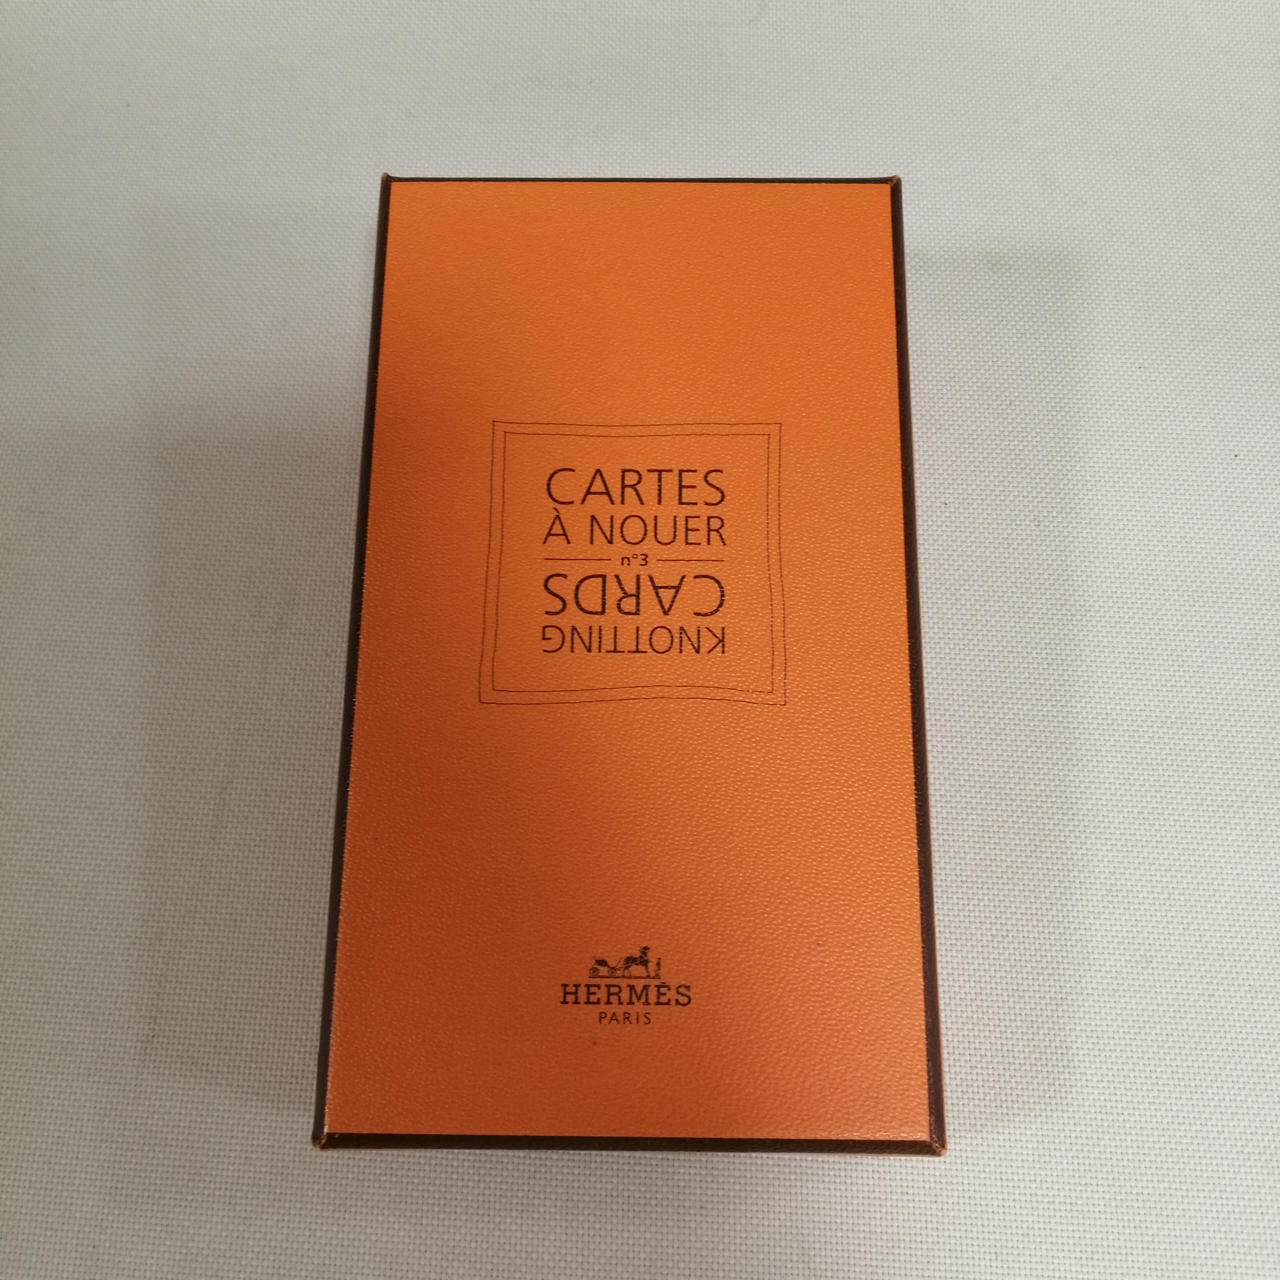 CARTES
À NOUER
n°3
KNOTTING
CARDS
HERMÈS
PARIS